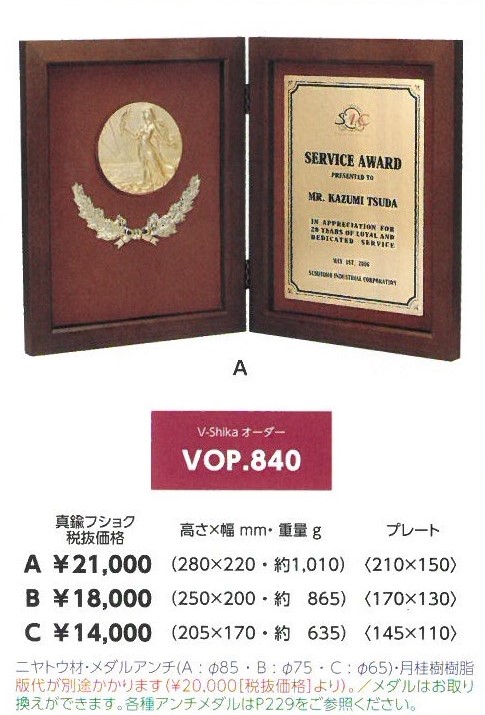 SIC
SERVICE AWARD
PRESENTED TO
MR. KAZUMI TSUDA
IN APPRECIATION FOR
20 YEARS OF LOYAL AND
DEDICATED SERVICE
MAY 1ST, 2006
SUMITOMO INDUSTRIAL CORPORATION
A
V-Shika オーダー
VOP.840
真鍮フショク
税抜価格
高さ×幅 mm・重量 g
プレート
A ¥21,000 (280×220・約1,010) 〈210×150〉
B ¥18,000 (250×200・約 865) 〈170×130〉
C ¥14,000 (205×170・約 635) 〈145×110〉
ニヤトウ材・メダルアンチ(A:φ85・B:φ75・C:φ65)・月桂樹樹脂
版代が別途かかります(¥20,000[税抜価格]より)。/メダルはお取り
換えができます。各種アンチメダルはP229をご参照ください。